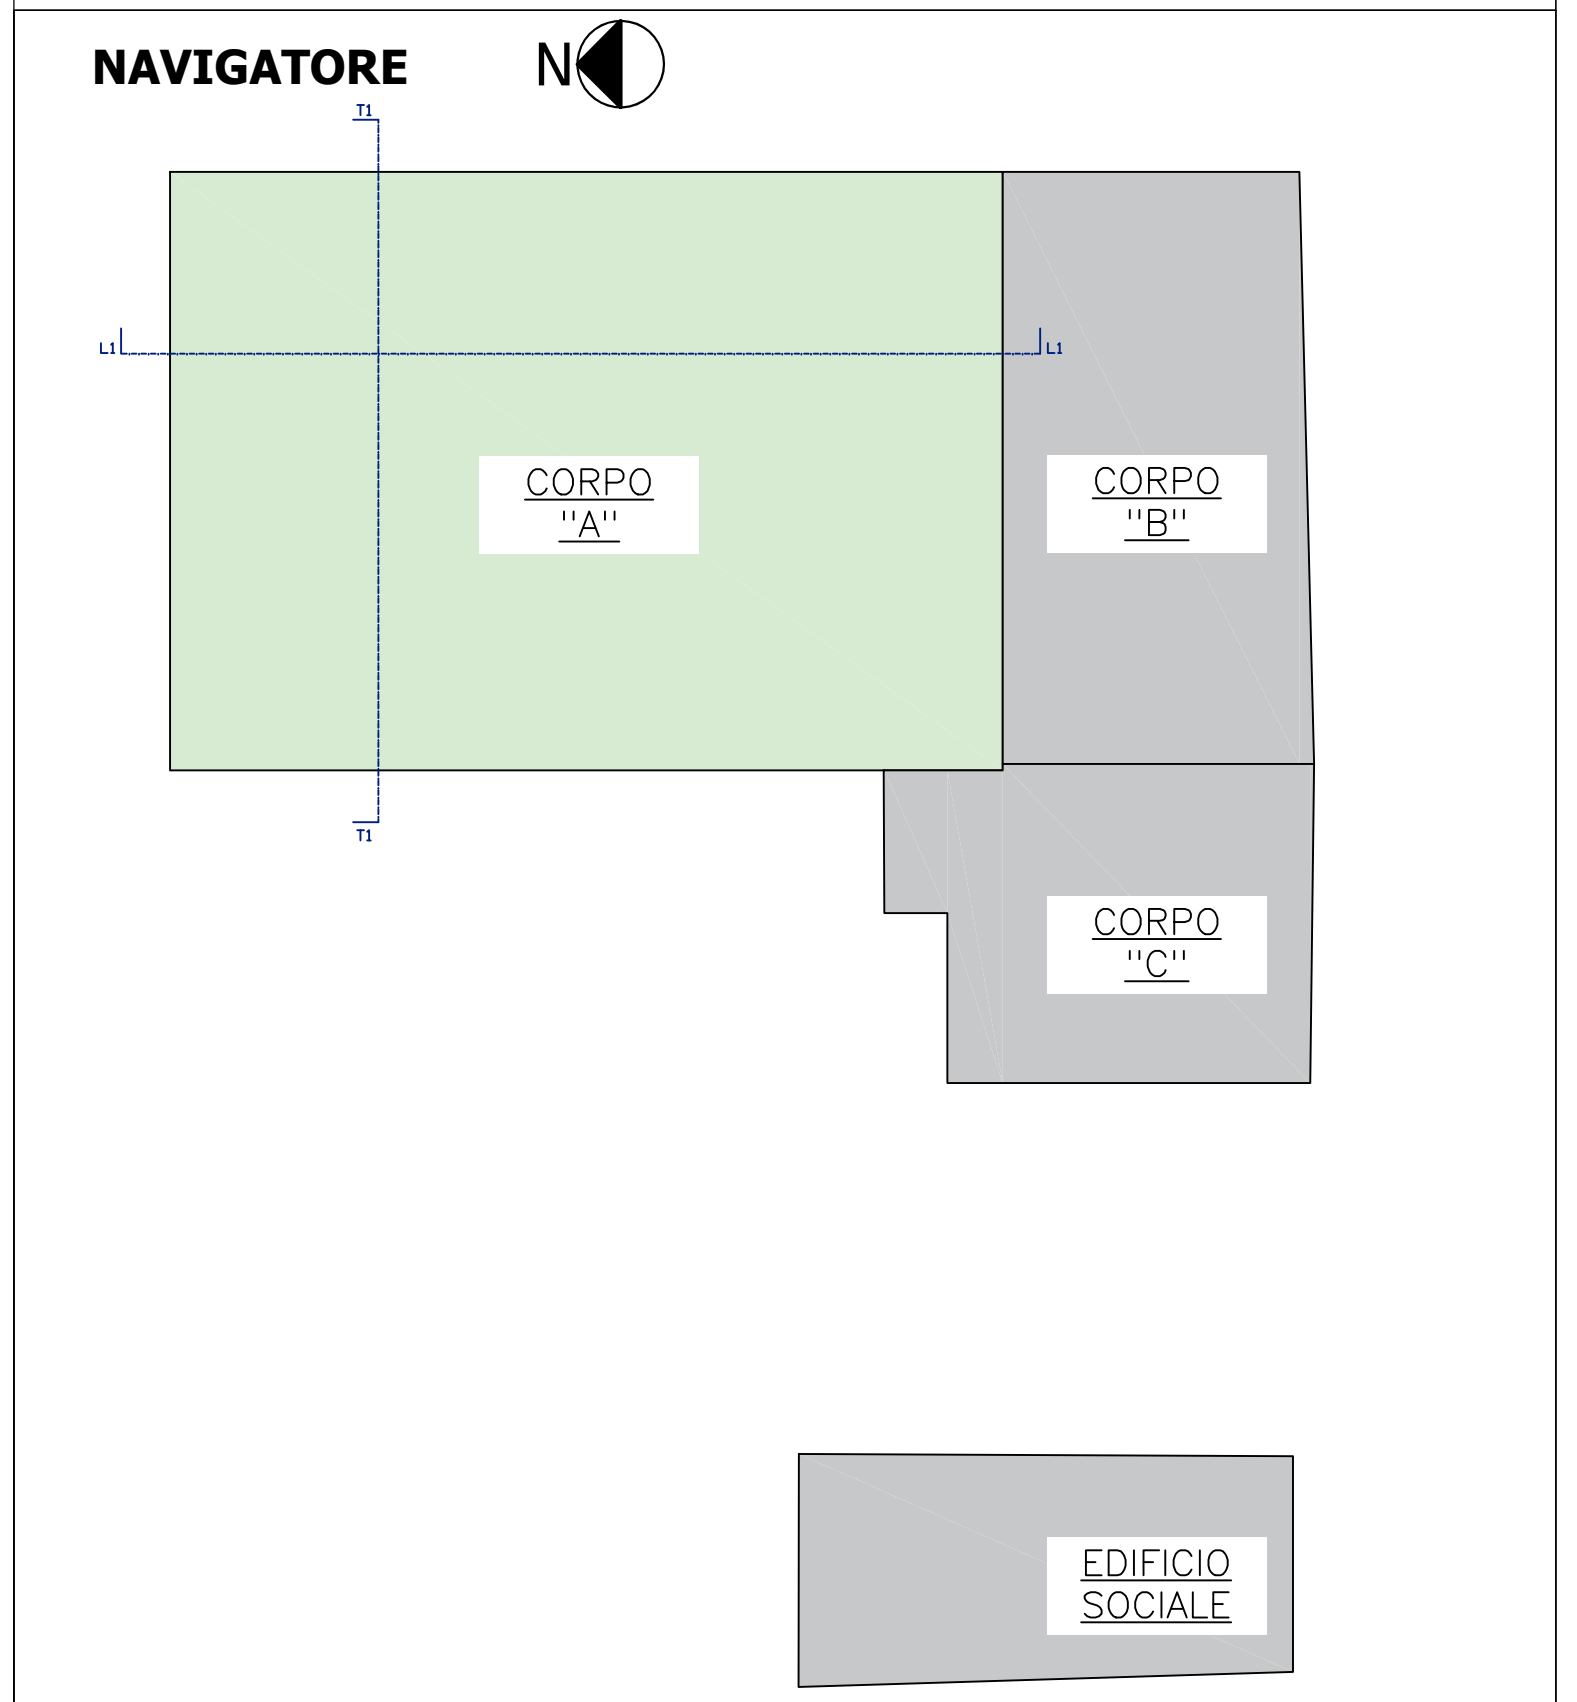 NAVIGATORE
N
T1
L1
L1
CORPO
"A"
CORPO
"B"
T1
CORPO
"C"
EDIFICIO
SOCIALE